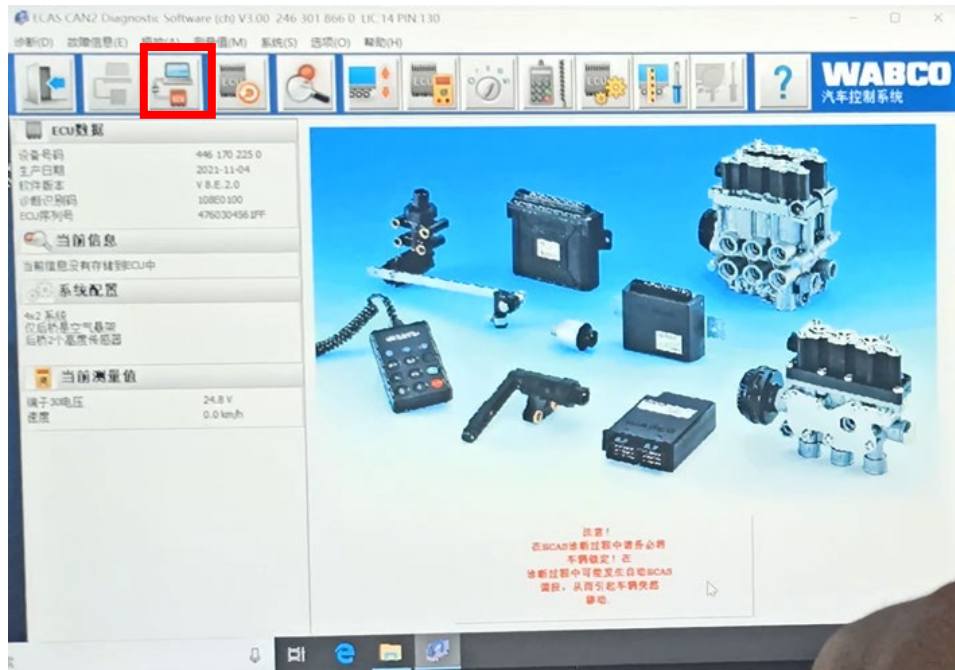 ECAS CAN2 Diagnostic Software (ch) V3.00 246 301 866 0 LIC 14 PIN 130
诊断(D) 故障信息(E) (A) 测量值(M) 系统(S) 选项(O) 帮助(H)
WABCO
汽车控制系统
ECU数据
设备号码 446 170 225 0
生产日期 2021-11-04
软件版本 V 8.E.2.0
诊断识别码 108E0100
ECU序列号 4760304561FF
当前信息
当前信息没有存储到ECU中
系统配置
4x2 系统
仅后桥是空气悬架
后桥2个高度传感器
当前测量值
端子30电压 24.8 V
速度 0.0 km/h
注意!
在ECAS诊断过程中请务必将
车辆锁定! 在
诊断过程中可能发生自动ECAS
调投,从而引起车辆突然
移动.